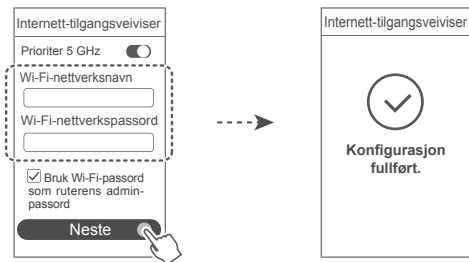 Internett-tilgangsveiviser
Prioriter 5 GHz
Wi-Fi-nettverksnavn
Wi-Fi-nettverkspassord
Bruk Wi-Fi-passord
som ruterens admin-
passord
Neste
Internett-tilgangsveiviser
Konfigurasjon
fullført.